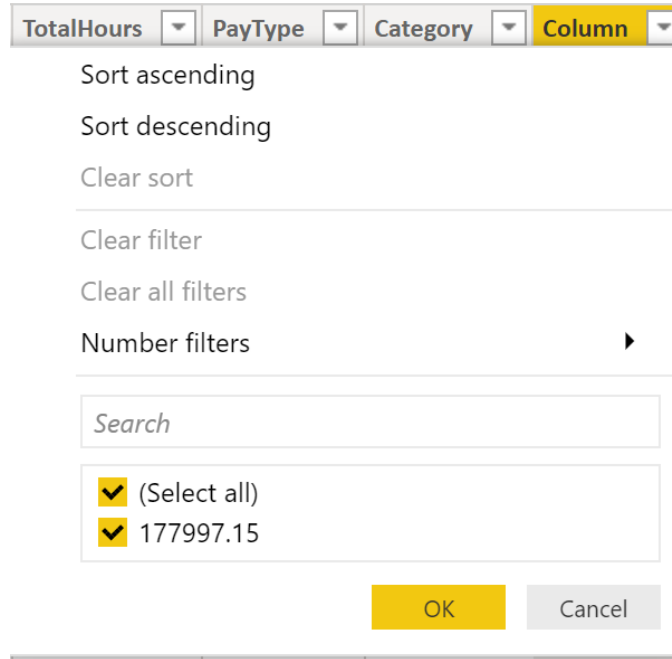 TotalHours PayType Category Column
Sort ascending
Sort descending
Clear sort
Clear filter
Clear all filters
Number filters
Search
(Select all)
177997.15
OK Cancel